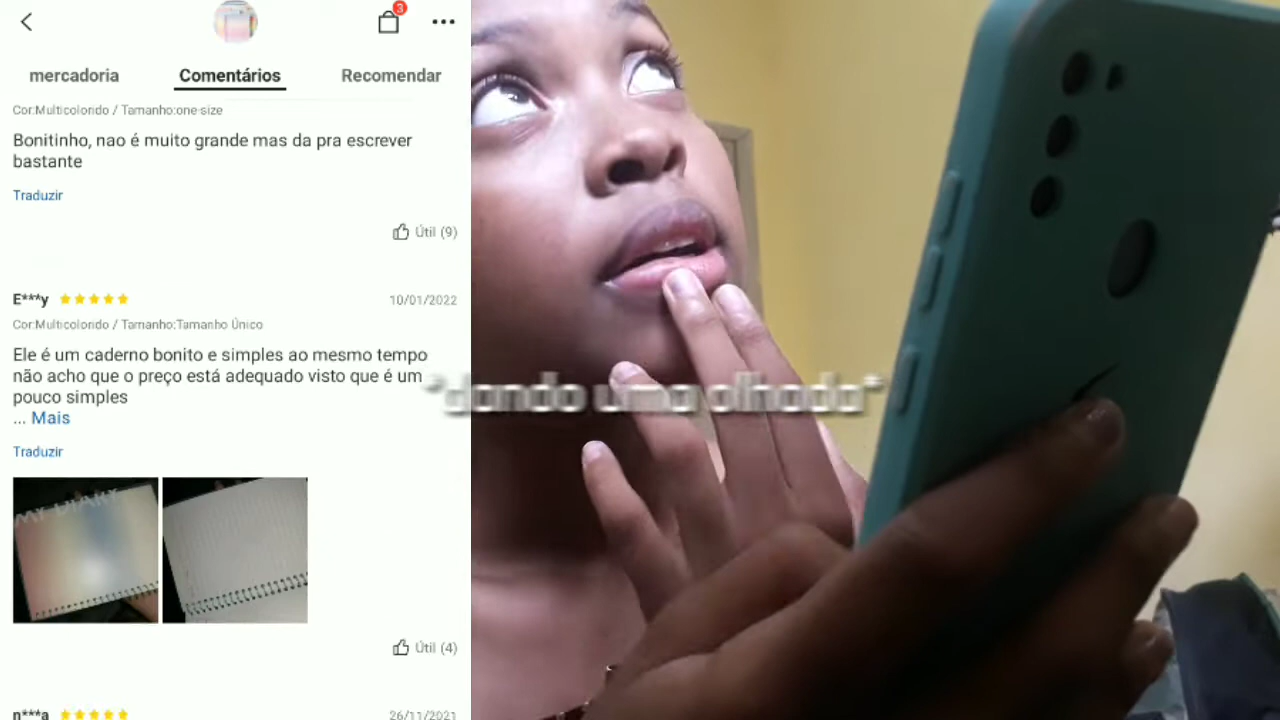 3
mercadoria Comentários Recomendar
Cor:Multicolorido / Tamanho:one-size
Bonitinho, nao é muito grande mas da pra escrever
bastante
Traduzir
Útil (9)
E***y 10/01/2022
Cor:Multicolorido / Tamanho:Tamanho Único
Ele é um caderno bonito e simples ao mesmo tempo
não acho que o preço está adequado visto que é um
pouco simples
... Mais
Traduzir
*dando uma olhada*
MY DIARY
Útil (4)
n***a 26/11/2021